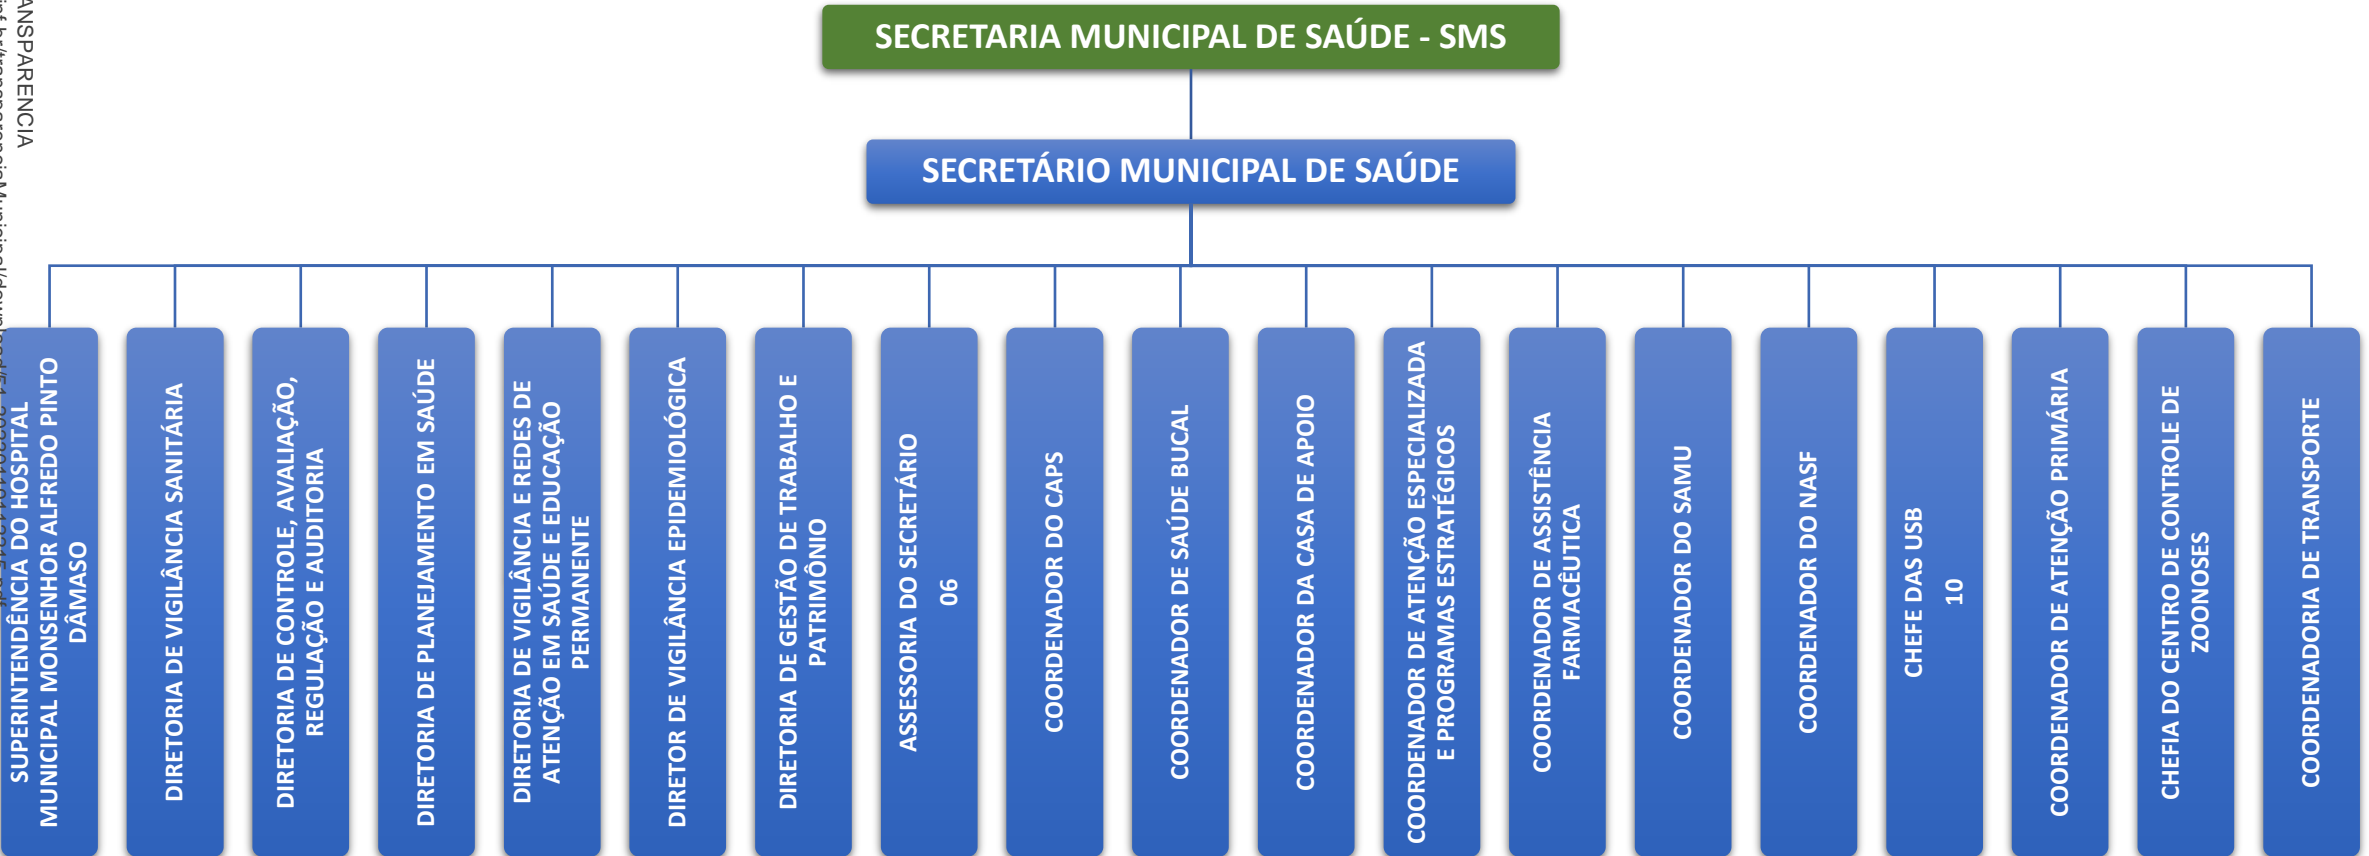 SECRETARIA MUNICIPAL DE SAÚDE - SMS
SECRETÁRIO MUNICIPAL DE SAÚDE
SUPERINTENDÊNCIA DO HOSPITAL
MUNICIPAL MONSENHOR ALFREDO PINTO
DÂMASO
DIRETORIA DE VIGILÂNCIA SANITÁRIA
DIRETORIA DE CONTROLE, AVALIAÇÃO,
REGULAÇÃO E AUDITORIA
DIRETORIA DE PLANEJAMENTO EM SAÚDE
DIRETORIA DE VIGILÂNCIA E REDES DE
ATENÇÃO EM SAÚDE E EDUCAÇÃO
PERMANENTE
DIRETOR DE VIGILÂNCIA EPIDEMIOLÓGICA
DIRETORIA DE GESTÃO DE TRABALHO E
PATRIMÔNIO
ASSESSORIA DO SECRETÁRIO
06
COORDENADOR DO CAPS
COORDENADOR DE SAÚDE BUCAL
COORDENADOR DA CASA DE APOIO
COORDENADOR DE ATENÇÃO ESPECIALIZADA
E PROGRAMAS ESTRATÉGICOS
COORDENADOR DE ASSISTÊNCIA
FARMACÊUTICA
COORDENADOR DO SAMU
COORDENADOR DO NASF
CHEFE DAS USB
10
COORDENADOR DE ATENÇÃO PRIMÁRIA
CHEFIA DO CENTRO DE CONTROLE DE
ZOONOSES
COORDENADORIA DE TRANSPORTE